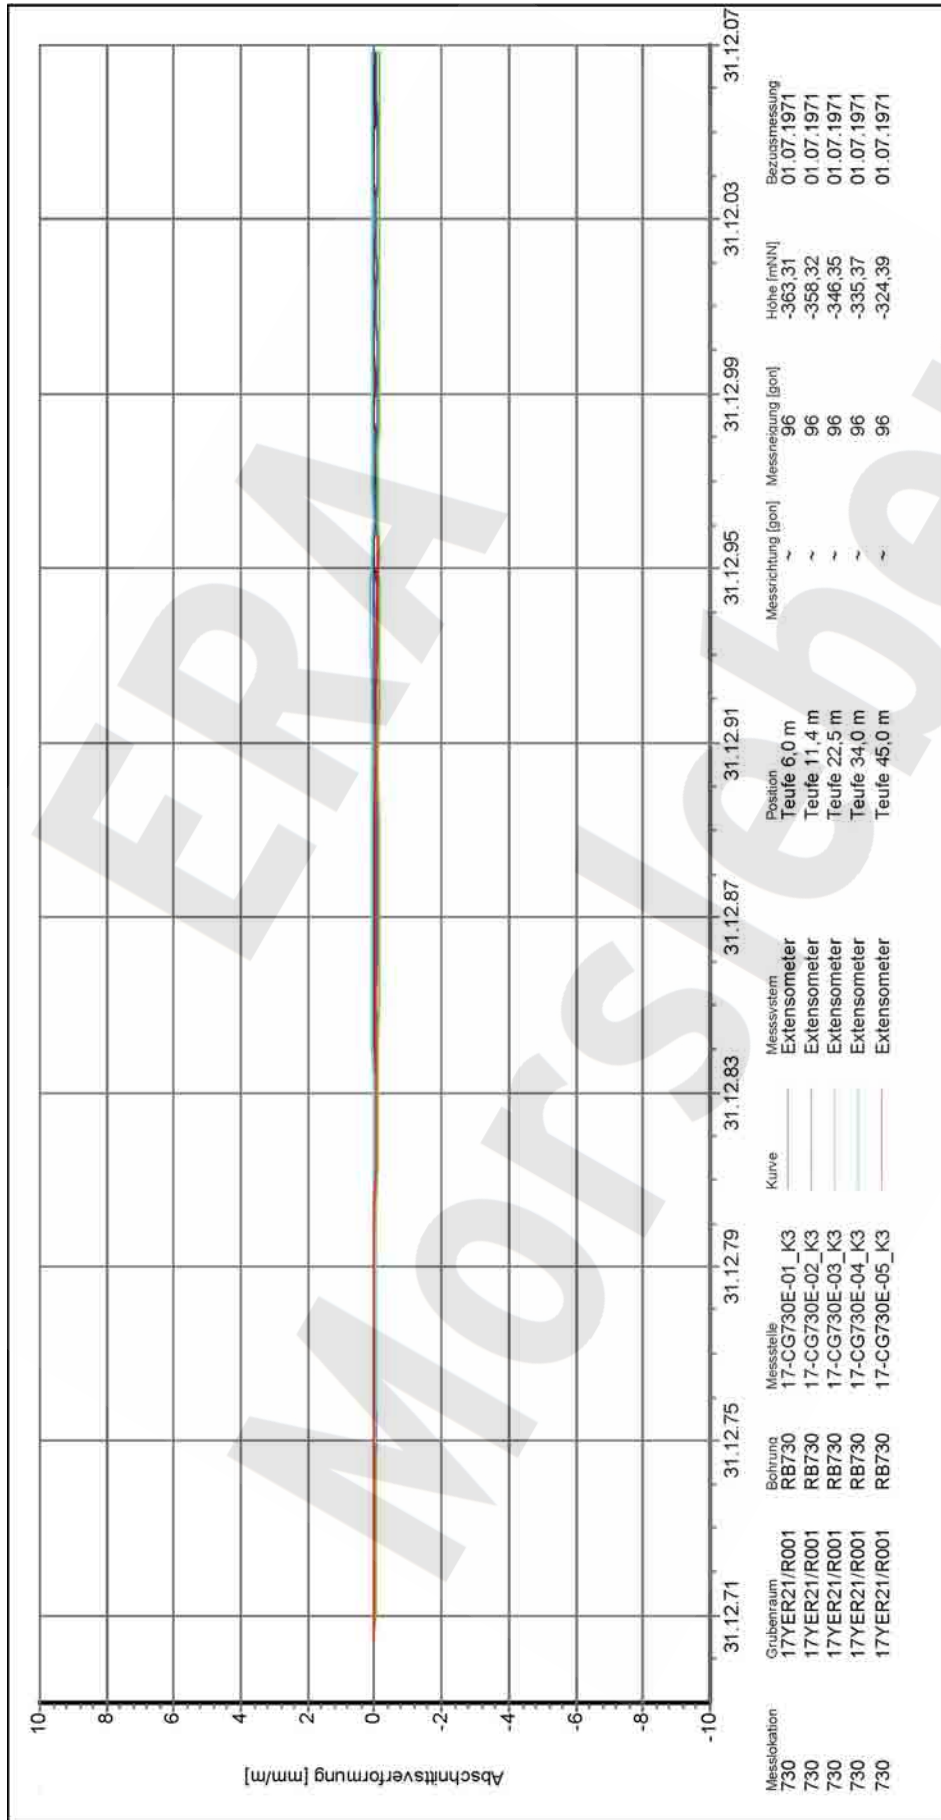 Abschnittsverformung [mm/m]
10
8
6
4
2
0
-2
-4
-6
-8
-10
31.12.71 31.12.75 31.12.79 31.12.83 31.12.87 31.12.91 31.12.95 31.12.99 31.12.03 31.12.07
Messlokation Grubenraum Bohrung Messstelle Kurve Messsystem Position Messrichtung [gon] Messneigung [gon] Höhe [mNN] Bezugsmessung
730 17YER21/R001 RB730 17-CG730E-01_K3 Extensometer Teufe 6,0 m ~ 96 -363,31 01.07.1971
730 17YER21/R001 RB730 17-CG730E-02_K3 Extensometer Teufe 11,4 m ~ 96 -358,32 01.07.1971
730 17YER21/R001 RB730 17-CG730E-03_K3 Extensometer Teufe 22,5 m ~ 96 -346,35 01.07.1971
730 17YER21/R001 RB730 17-CG730E-04_K3 Extensometer Teufe 34,0 m ~ 96 -335,37 01.07.1971
730 17YER21/R001 RB730 17-CG730E-05_K3 Extensometer Teufe 45,0 m ~ 96 -324,39 01.07.1971
ERA